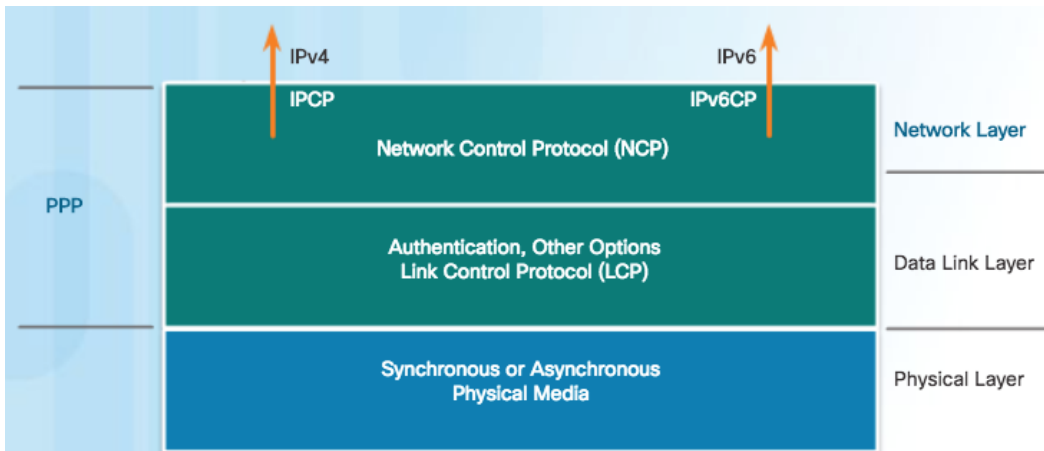 IPv4
IPv6
IPCP
IPv6CP
Network Control Protocol (NCP)
Network Layer
PPP
Authentication, Other Options
Link Control Protocol (LCP)
Data Link Layer
Synchronous or Asynchronous
Physical Media
Physical Layer